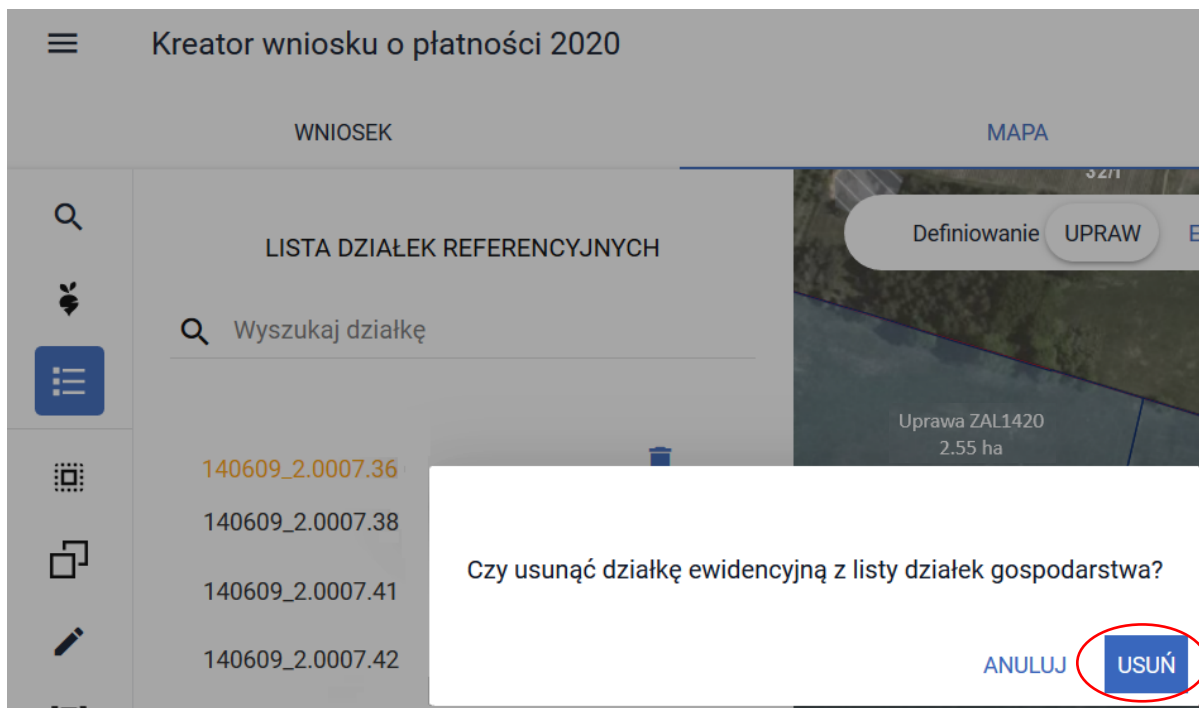 Kreator wniosku o płatności 2020
WNIOSEK
MAPA
32/1
LISTA DZIAŁEK REFERENCYJNYCH
Definiowanie UPRAW E
Wyszukaj działkę
Uprawa ZAL1420
2.55 ha
140609_2.0007.36
140609_2.0007.38
140609_2.0007.41
140609_2.0007.42
Czy usunąć działkę ewidencyjną z listy działek gospodarstwa?
ANULUJ USUŃ